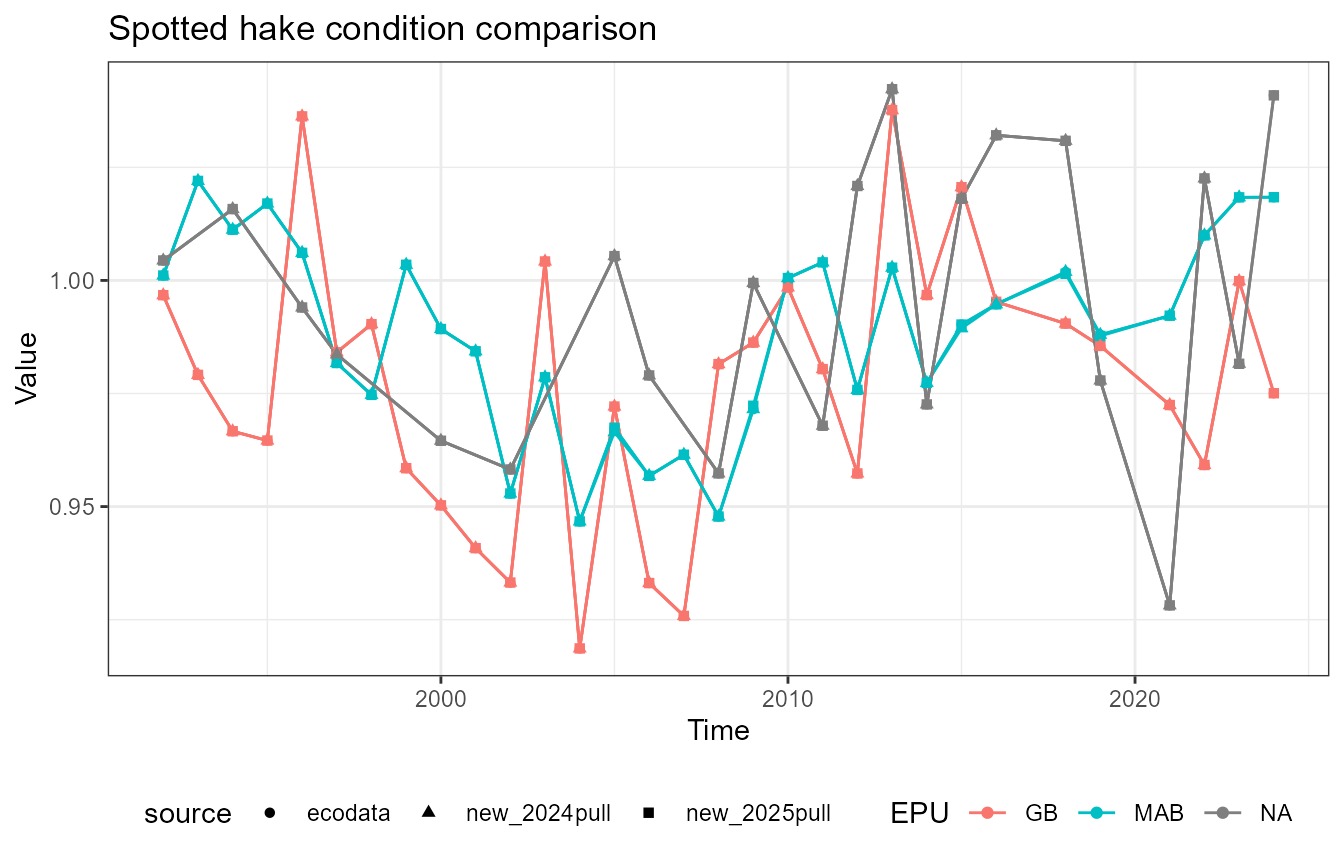 Spotted hake condition comparison
Value
1.00
0.95
2000 2010 2020
Time
source ecodata new_2024pull new_2025pull EPU GB MAB NA